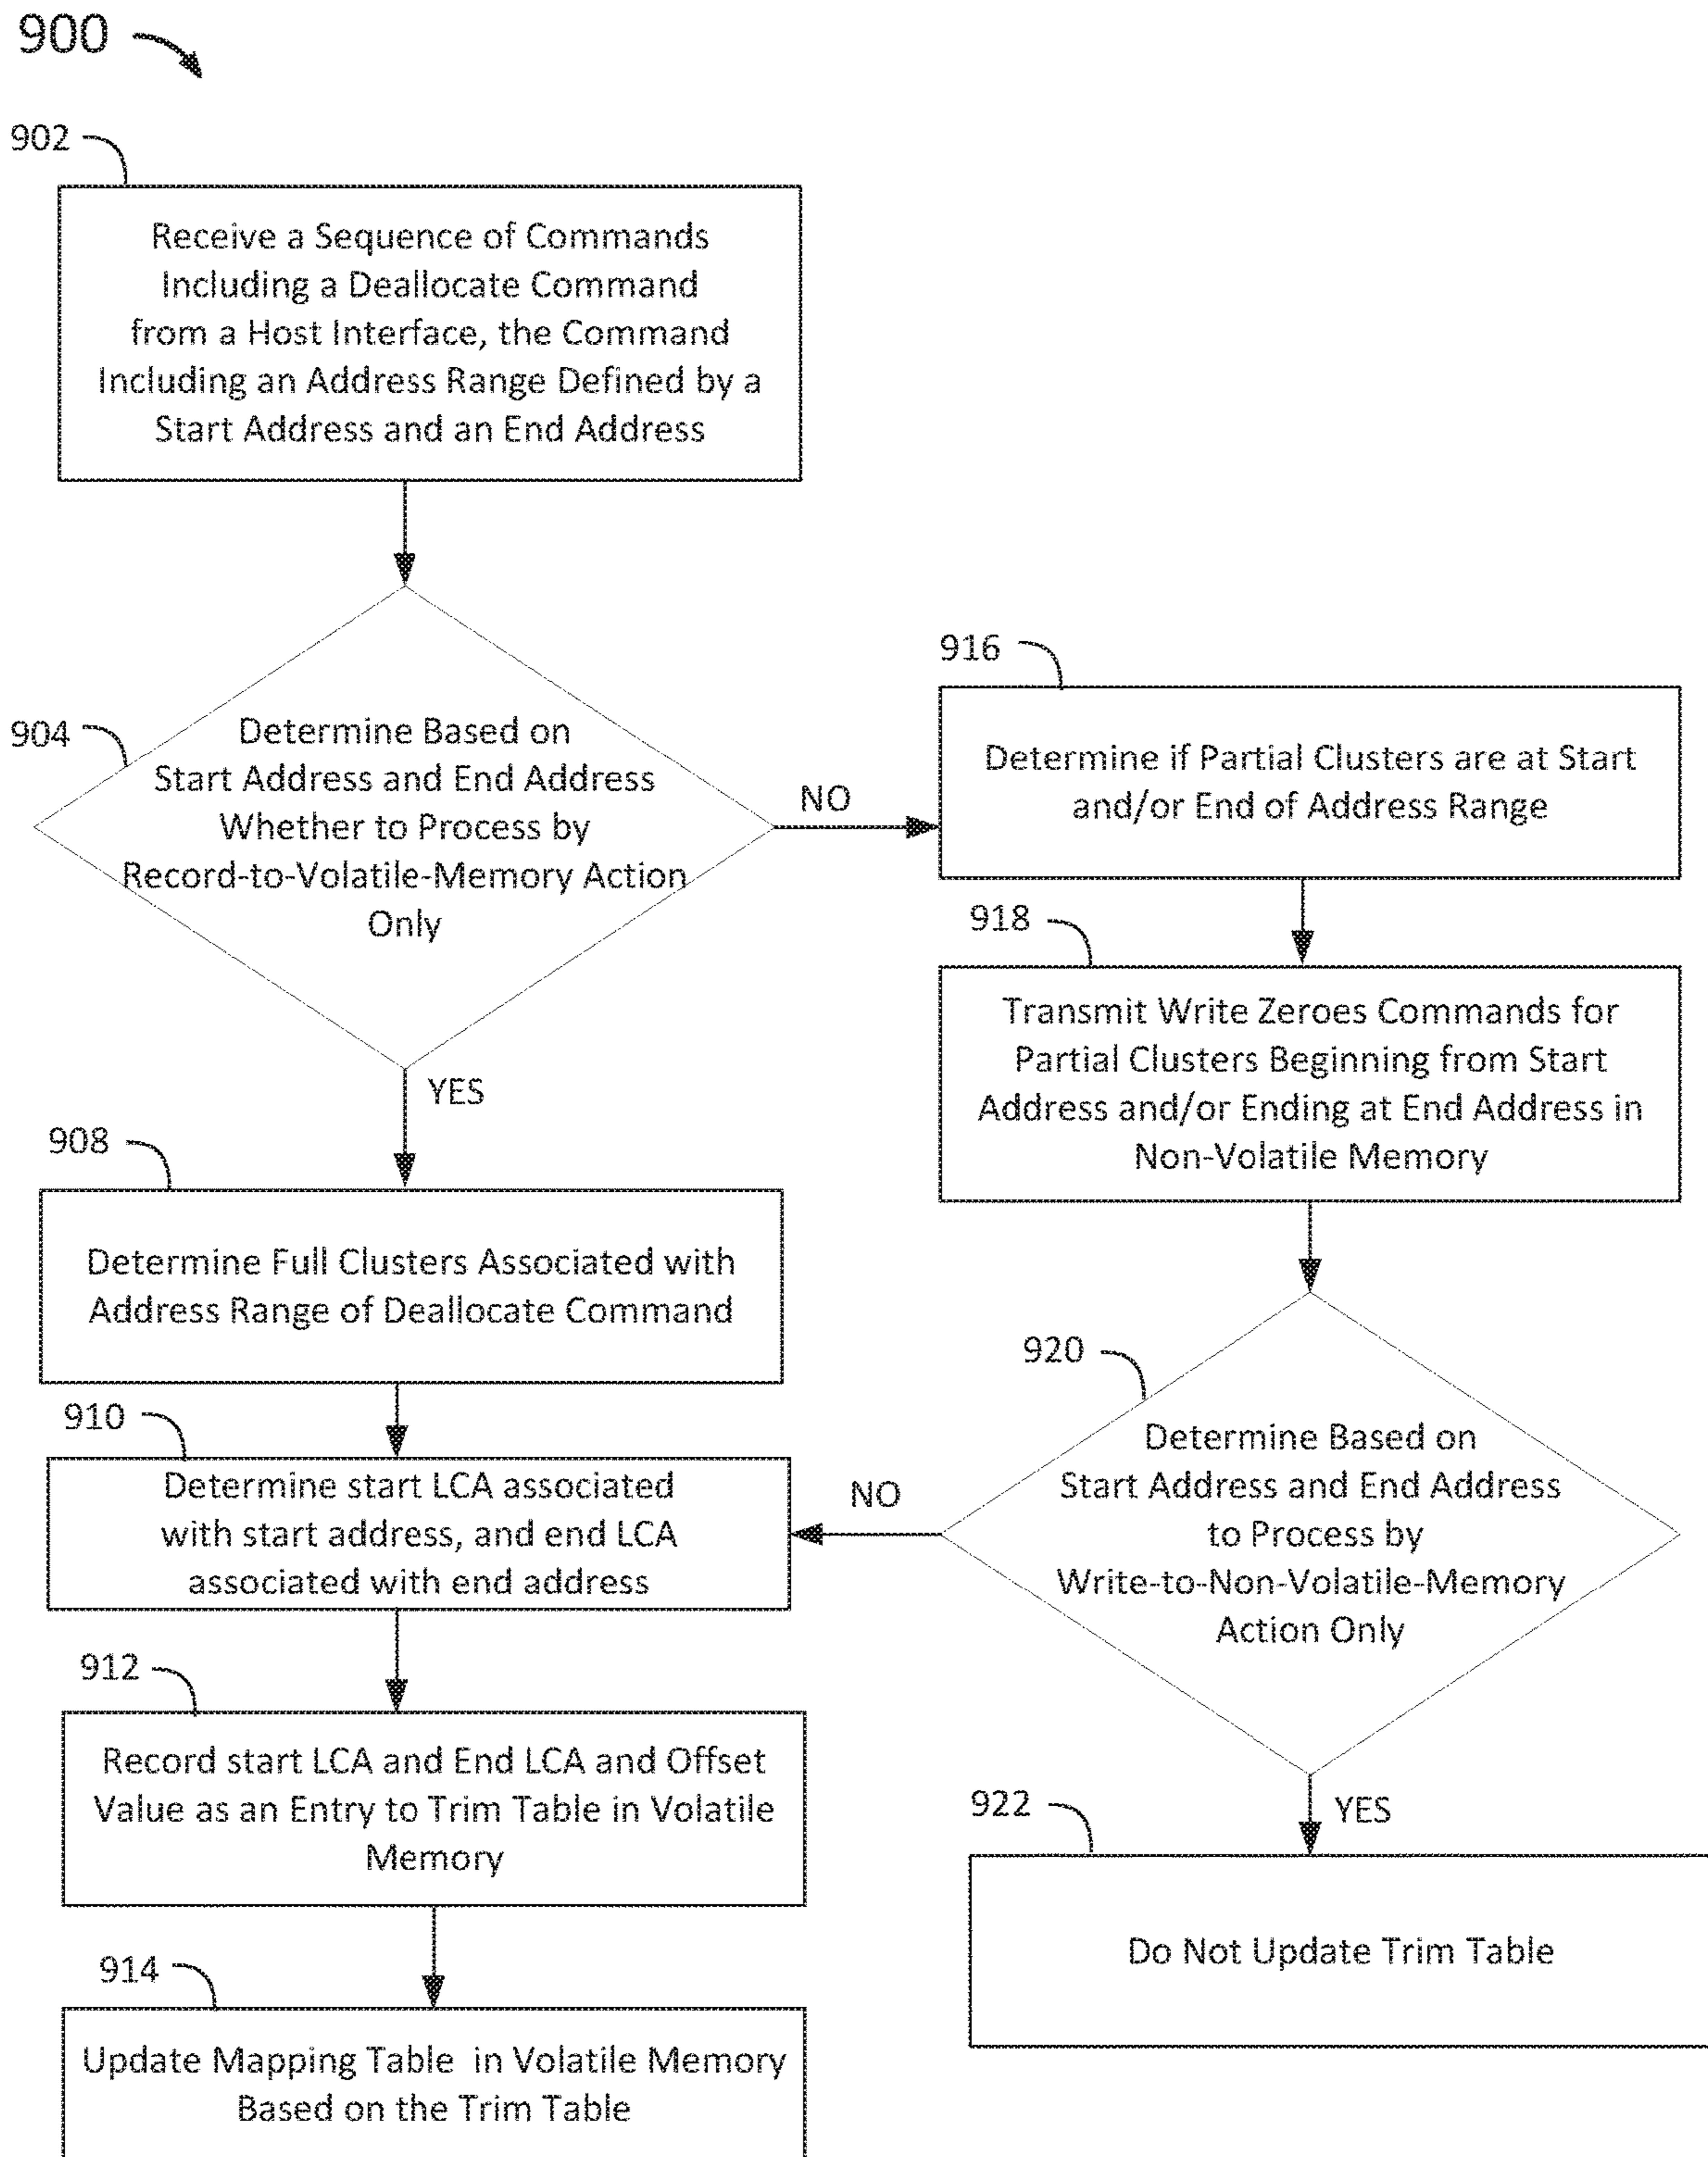 900
902
Receive a Sequence of Commands
Including a Deallocate Command
from a Host Interface, the Command
Including an Address Range Defined by a
Start Address and an End Address
904
Determine Based on
Start Address and End Address
Whether to Process by
Record-to-Volatile-Memory Action
Only
NO
YES
916
Determine if Partial Clusters are at Start
and/or End of Address Range
918
Transmit Write Zeroes Commands for
Partial Clusters Beginning from Start
Address and/or Ending at End Address in
Non-Volatile Memory
908
Determine Full Clusters Associated with
Address Range of Deallocate Command
910
Determine start LCA associated
with start address, and end LCA
associated with end address
920
Determine Based on
Start Address and End Address
to Process by
Write-to-Non-Volatile-Memory
Action Only
NO
YES
912
Record start LCA and End LCA and Offset
Value as an Entry to Trim Table in Volatile
Memory
922
Do Not Update Trim Table
914
Update Mapping Table in Volatile Memory
Based on the Trim Table